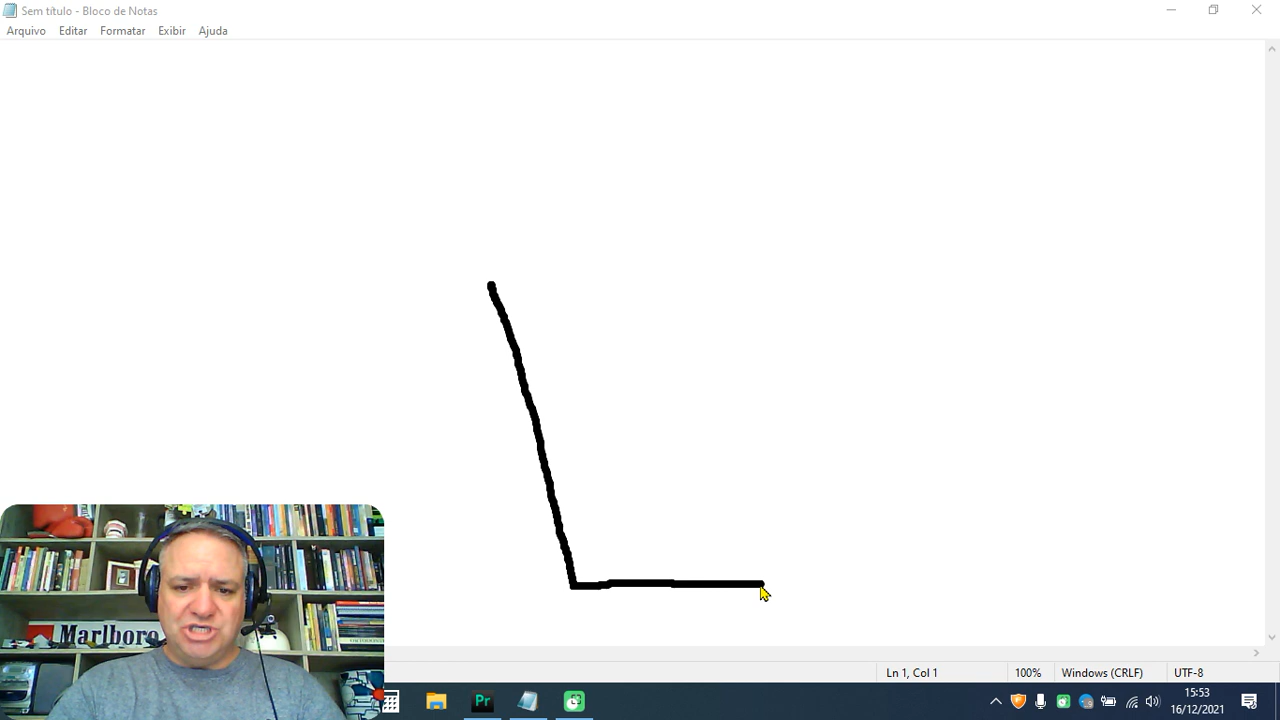 Sem título - Bloco de Notas
Arquivo Editar Formatar Exibir Ajuda
Marlboro
Ln 1, Col 1 100% Windows (CRLF) UTF-8
Pr
15:53
16/12/2021